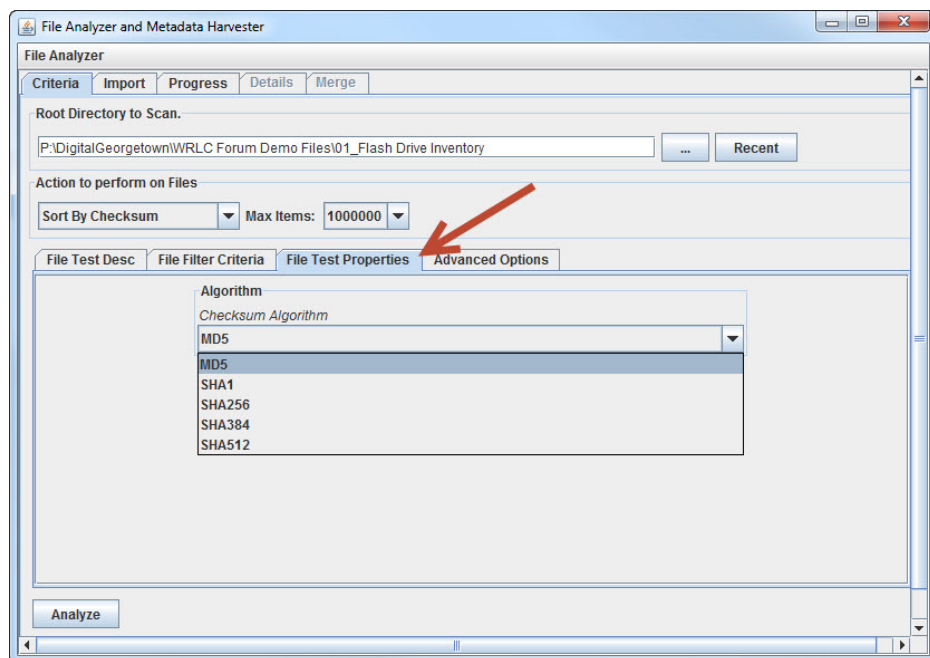 File Analyzer and Metadata Harvester
File Analyzer
Criteria Import Progress Details Merge
Root Directory to Scan.
P:\DigitalGeorgetown\WRLC Forum Demo Files\01_Flash Drive Inventory ... Recent
Action to perform on Files
Sort By Checksum Max Items: 1000000
File Test Desc File Filter Criteria File Test Properties Advanced Options
Algorithm
Checksum Algorithm
MD5
MD5
SHA1
SHA256
SHA384
SHA512
Analyze